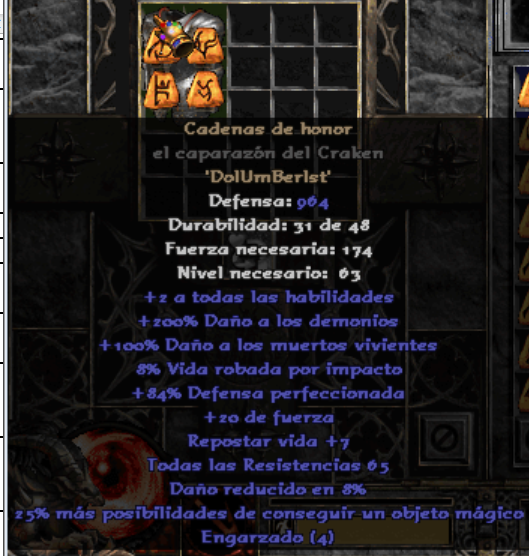 Cadenas de honor
el caparazón del Craken
'DolUmBerIst'
Defensa: 964
Durabilidad: 31 de 48
Fuerza necesaria: 174
Nivel necesario: 63
+2 a todas las habilidades
+200% Daño a los demonios
+100% Daño a los muertos vivientes
8% Vida robada por impacto
+84% Defensa perfeccionada
+20 de fuerza
Repostar vida +7
Todas las Resistencias 65
Daño reducido en 8%
25% más posibilidades de conseguir un objeto mágico
Engarzado (4)